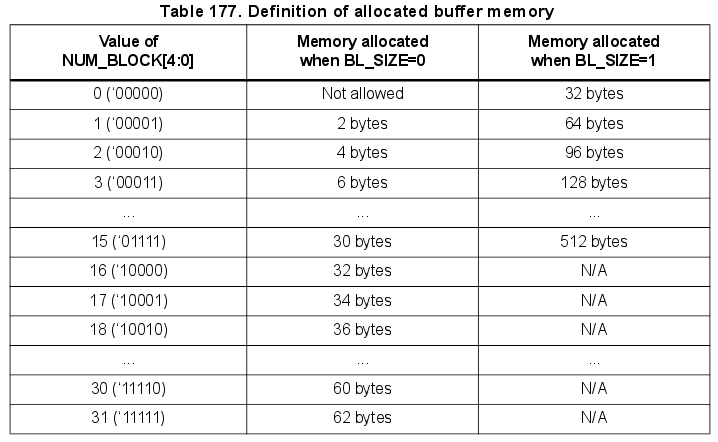 Table 177. Definition of allocated buffer memory
Value of NUM_BLOCK[4:0] Memory allocated when BL_SIZE=0 Memory allocated when BL_SIZE=1
0 (‘00000) Not allowed 32 bytes
1 (‘00001) 2 bytes 64 bytes
2 (‘00010) 4 bytes 96 bytes
3 (‘00011) 6 bytes 128 bytes
... ... ...
15 (‘01111) 30 bytes 512 bytes
16 (‘10000) 32 bytes N/A
17 (‘10001) 34 bytes N/A
18 (‘10010) 36 bytes N/A
... ... ...
30 (‘11110) 60 bytes N/A
31 (‘11111) 62 bytes N/A